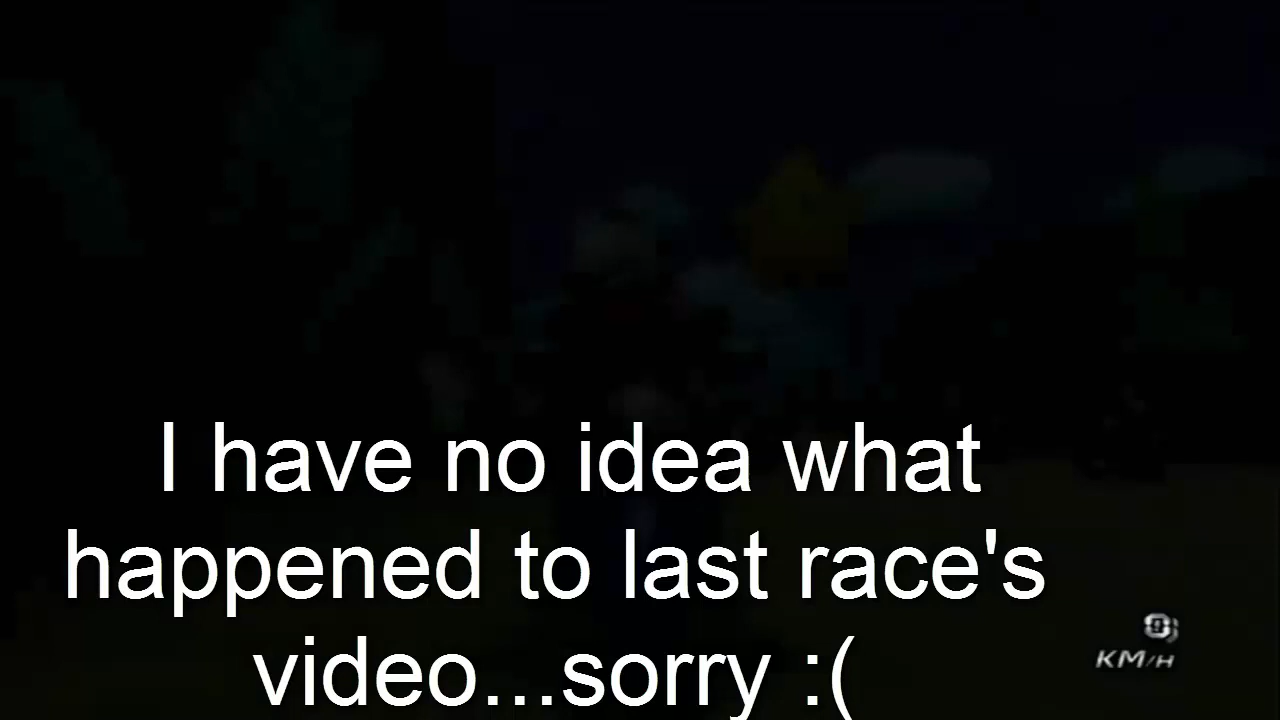 I have no idea what
happened to last race's
video...sorry :(
KM/H